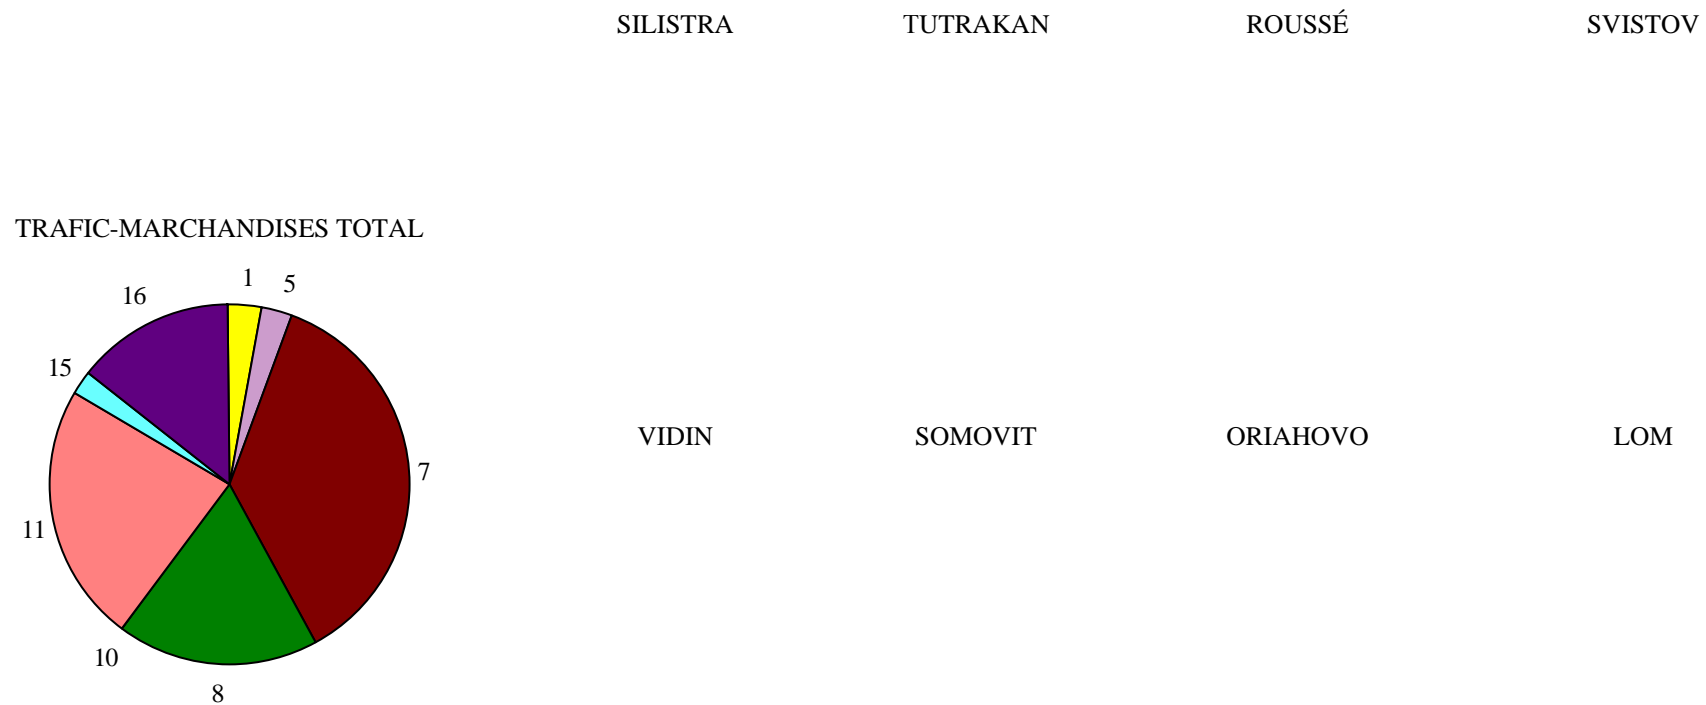 SILISTRA TUTRAKAN ROUSSÉ SVISTOV
TRAFIC-MARCHANDISES TOTAL
1
5
16
15
7
11
10
8
VIDIN SOMOVIT ORIAHOVO LOM